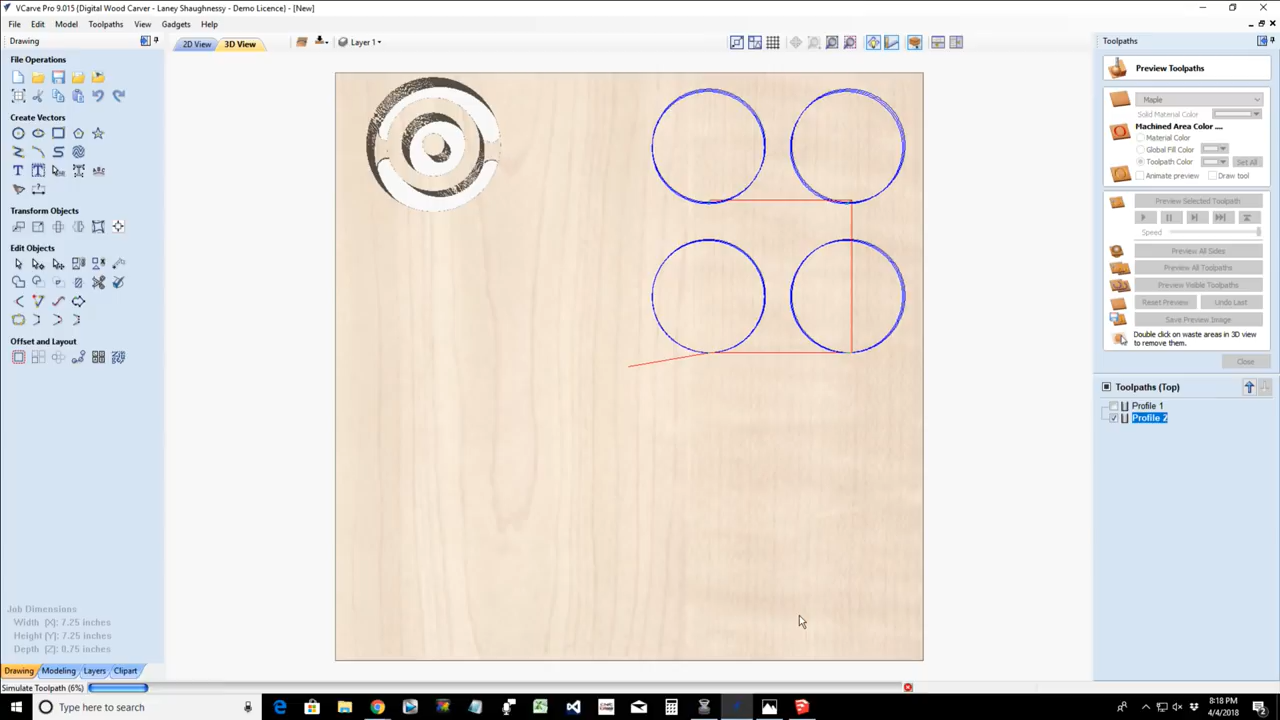 VCarve Pro 9.015 {Digital Wood Carver - Laney Shaughnessy - Demo Licence} - [New]
File Edit Model Toolpaths View Gadgets Help
Drawing
2D View 3D View Layer 1
Toolpaths
File Operations
Create Vectors
Transform Objects
Edit Objects
Offset and Layout
Job Dimensions
Width (X): 7.25 inches
Height (Y): 7.25 inches
Depth (Z): 0.75 inches
Drawing Modeling Layers Clipart
Simulate Toolpath (6%)
Preview Toolpaths
Maple
Solid Material Color
Machined Area Color ....
Material Color
Global Fill Color
Toolpath Color Set All
Animate preview Draw tool
Preview Selected Toolpath
Speed
Preview All Sides
Preview All Toolpaths
Preview Visible Toolpaths
Reset Preview Undo Last
Save Preview Image
Double click on waste areas in 3D view
to remove them.
Close
Toolpaths (Top)
Profile 1
Profile 2
Type here to search
8:18 PM
4/4/2018